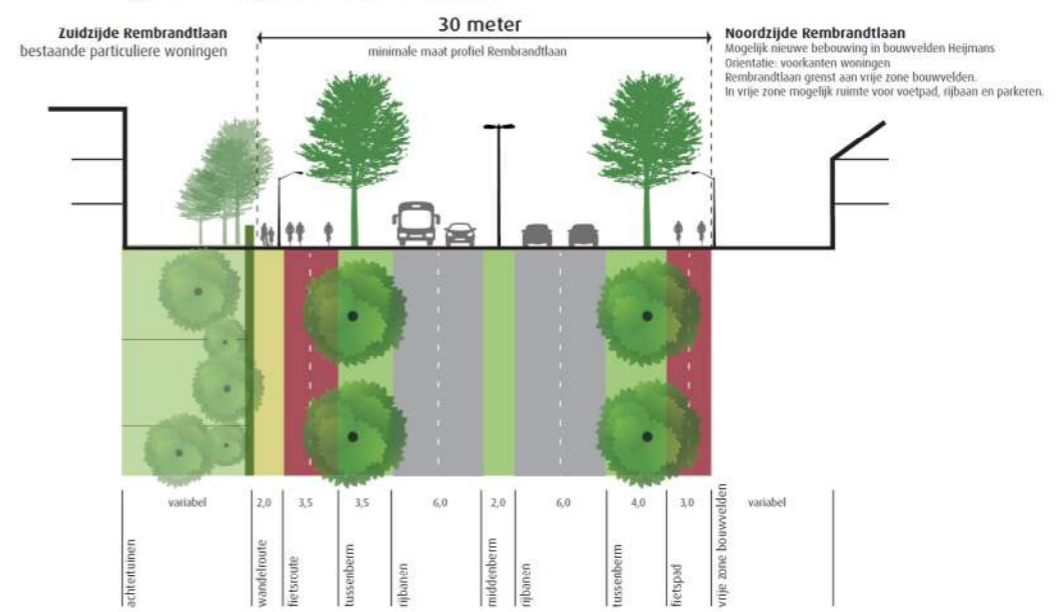 Zuidzijde Rembrandtlaan
bestaande particuliere woningen
30 meter
minimale maat profiel Rembrandtlaan
Noordzijde Rembrandtlaan
Mogelijk nieuwe bebouwing in bouwvelden Heijmans
Orientatie: voorkanten woningen
Rembrandtlaan grenst aan vrije zone bouwvelden.
In vrije zone mogelijk ruimte voor voetpad, rijbaan en parkeren.
variabel
2,0
3,5
3,5
6,0
2,0
6,0
4,0
3,0
variabel
achtertuinen
wandelroute
fietsroute
tussenberm
rijbanen
middenberm
rijbanen
tussenberm
fietspad
vrije zone bouwvelden